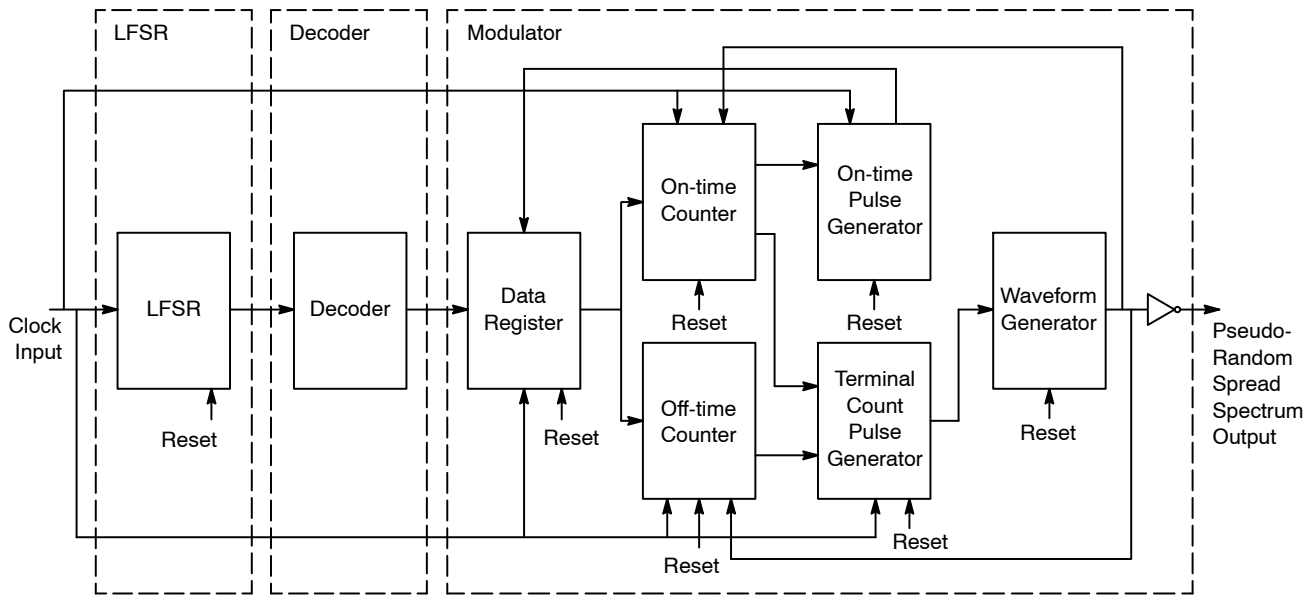 LFSR
Decoder
Modulator
On-time
Counter
On-time
Pulse
Generator
LFSR
Decoder
Data
Register
Waveform
Generator
Clock
Input
Reset
Reset
Pseudo-
Random
Spread
Spectrum
Output
Off-time
Counter
Terminal
Count
Pulse
Generator
Reset
Reset
Reset
Reset
Reset